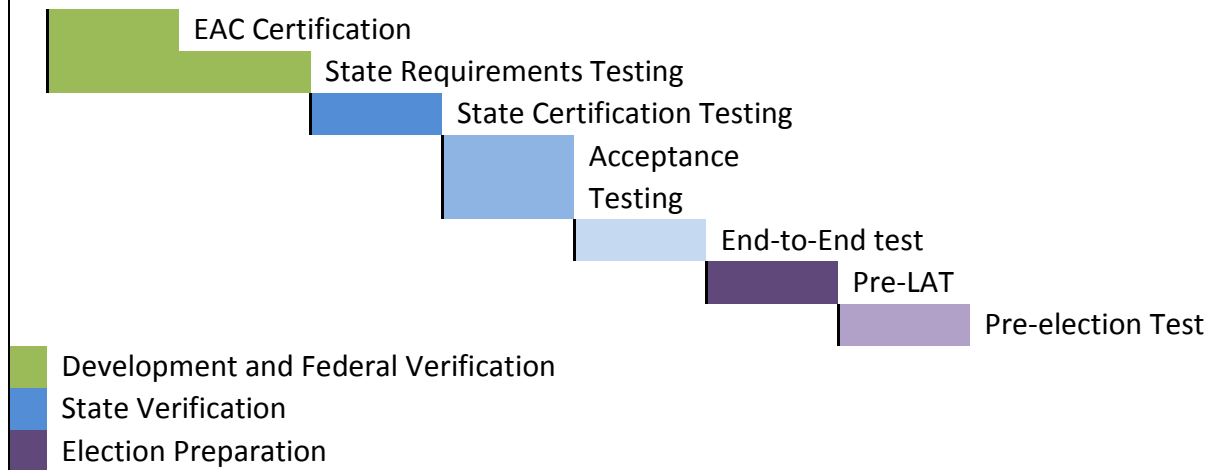 EAC Certification
State Requirements Testing
State Certification Testing
Acceptance
Testing
End-to-End test
Pre-LAT
Pre-election Test
Development and Federal Verification
State Verification
Election Preparation